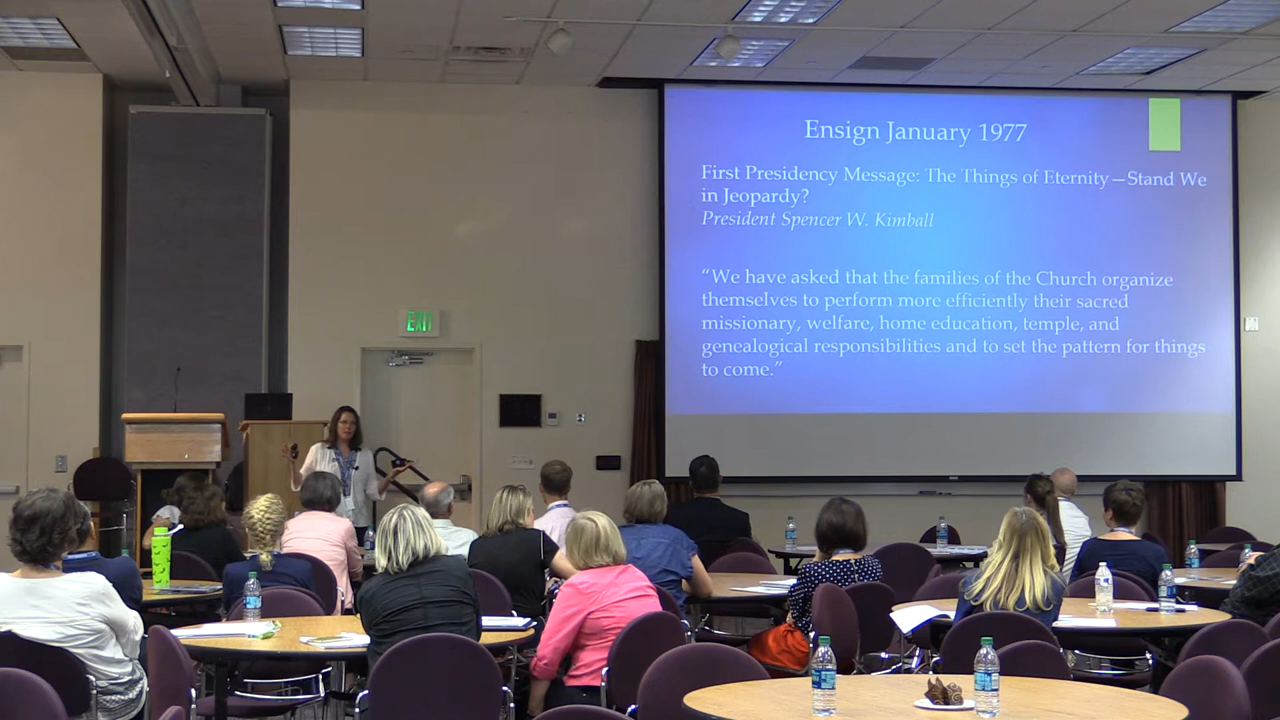 Ensign January 1977
First Presidency Message: The Things of Eternity—Stand We
in Jeopardy?
President Spencer W. Kimball
“We have asked that the families of the Church organize
themselves to perform more efficiently their sacred
missionary, welfare, home education, temple, and
genealogical responsibilities and to set the pattern for things
to come.”
EXIT